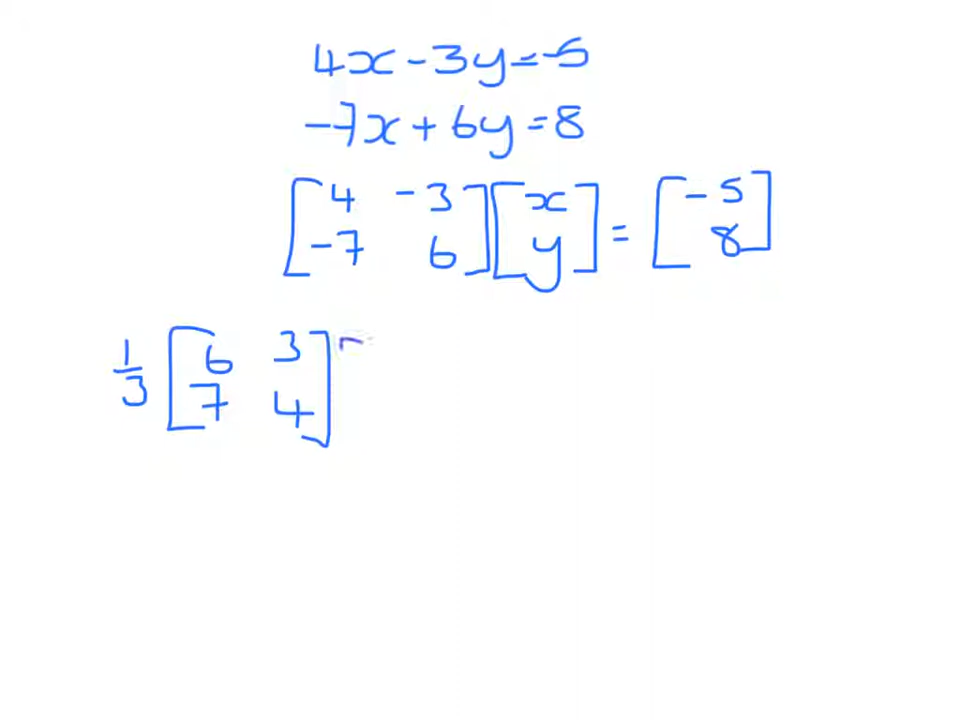 4x - 3y = -5
-7x + 6y = 8
[4 -3] [x] = [-5]
[-7 6] [y] [8]
1/3 [6 3]
[7 4]